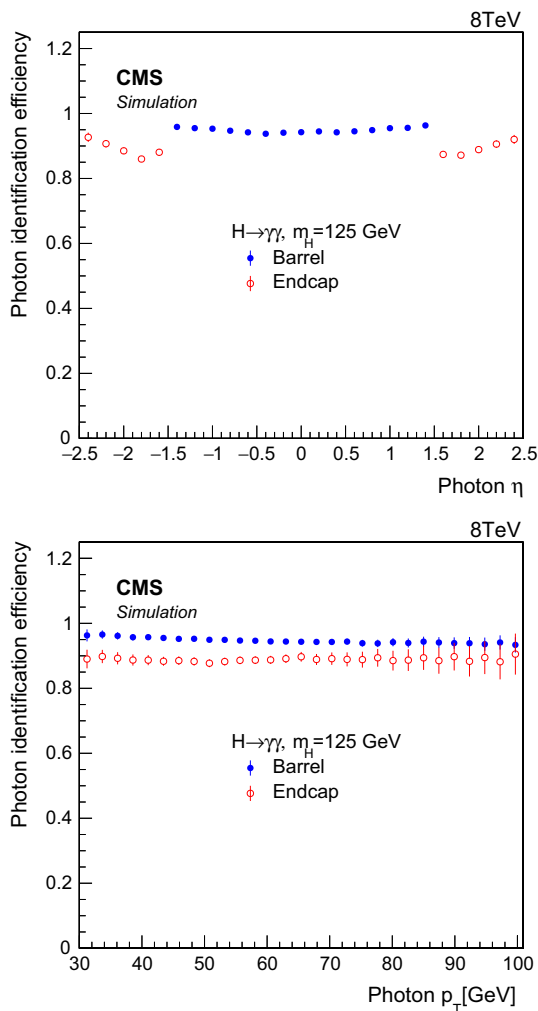 8TeV
Photon identification efficiency
1.2
1
0.8
0.6
0.4
0.2
0
CMS
Simulation
H→γγ, m_H=125 GeV
Barrel
Endcap
−2.5 −2 −1.5 −1 −0.5 0 0.5 1 1.5 2 2.5
Photon η
8TeV
Photon identification efficiency
1.2
1
0.8
0.6
0.4
0.2
0
CMS
Simulation
H→γγ, m_H=125 GeV
Barrel
Endcap
30 40 50 60 70 80 90 100
Photon p_T[GeV]